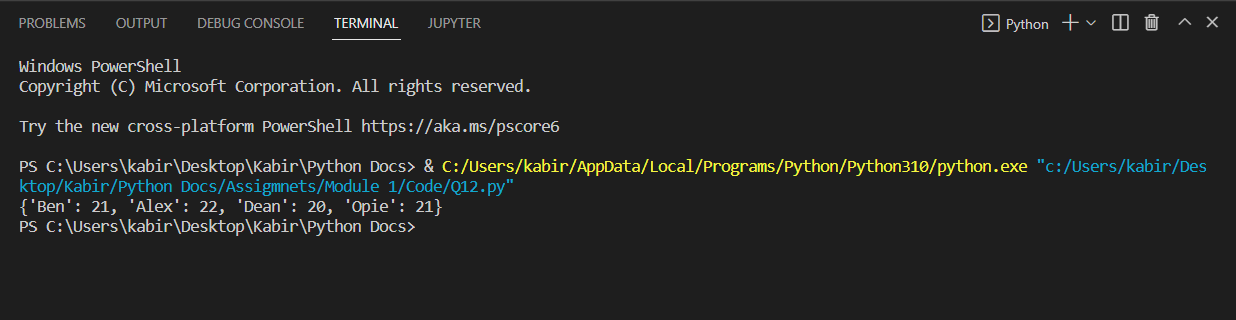 PROBLEMS OUTPUT DEBUG CONSOLE TERMINAL JUPYTER Python
Windows PowerShell
Copyright (C) Microsoft Corporation. All rights reserved.
Try the new cross-platform PowerShell https://aka.ms/pscore6
PS C:\Users\kabir\Desktop\Kabir\Python Docs> & C:/Users/kabir/AppData/Local/Programs/Python/Python310/python.exe "c:/Users/kabir/Des
ktop/Kabir/Python Docs/Assigmnets/Module 1/Code/Q12.py"
{'Ben': 21, 'Alex': 22, 'Dean': 20, 'Opie': 21}
PS C:\Users\kabir\Desktop\Kabir\Python Docs>